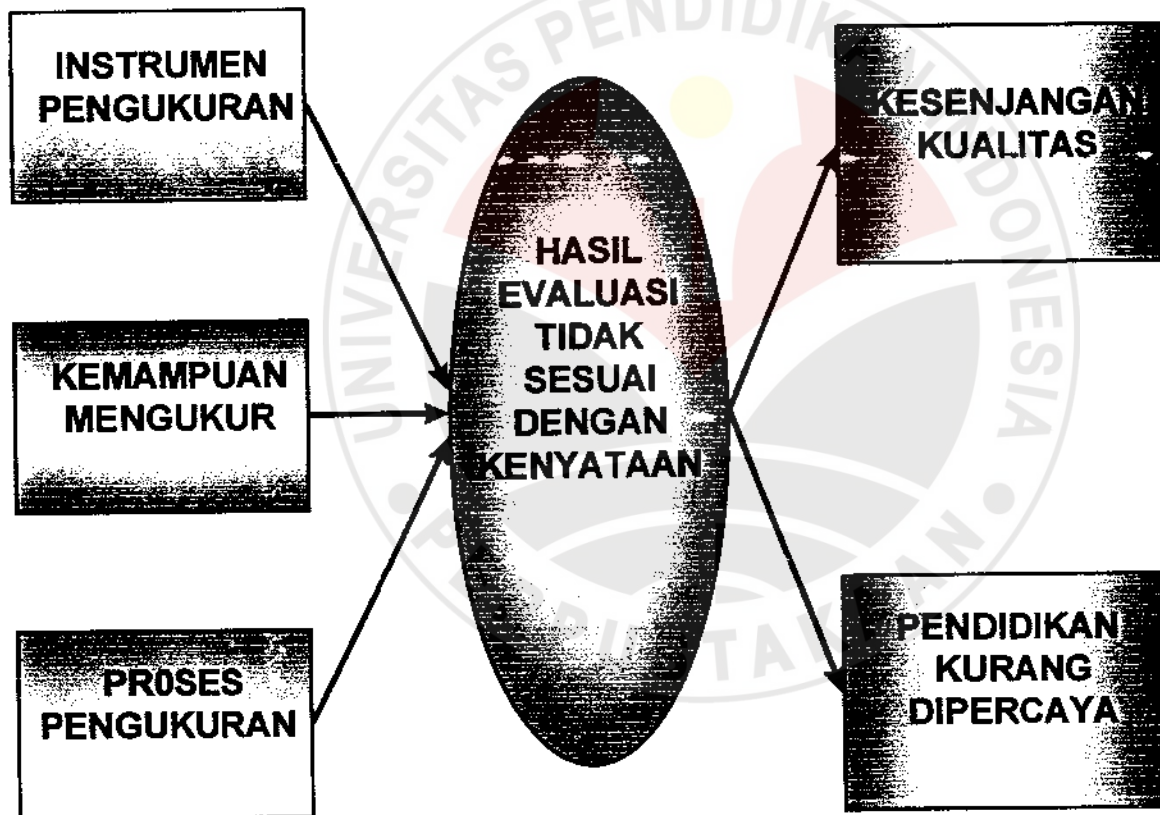 INSTRUMEN
PENGUKURAN
KEMAMPUAN
MENGUKUR
PR0SES
PENGUKURAN
HASIL
EVALUASI
TIDAK
SESUAI
DENGAN
KENYATAAN
KESENJANGAN
KUALITAS
PENDIDIKAN
KURANG
DIPERCAYA
UNIVERSITAS PENDIDIKAN INDONESIA
PERPUSTAKAAN